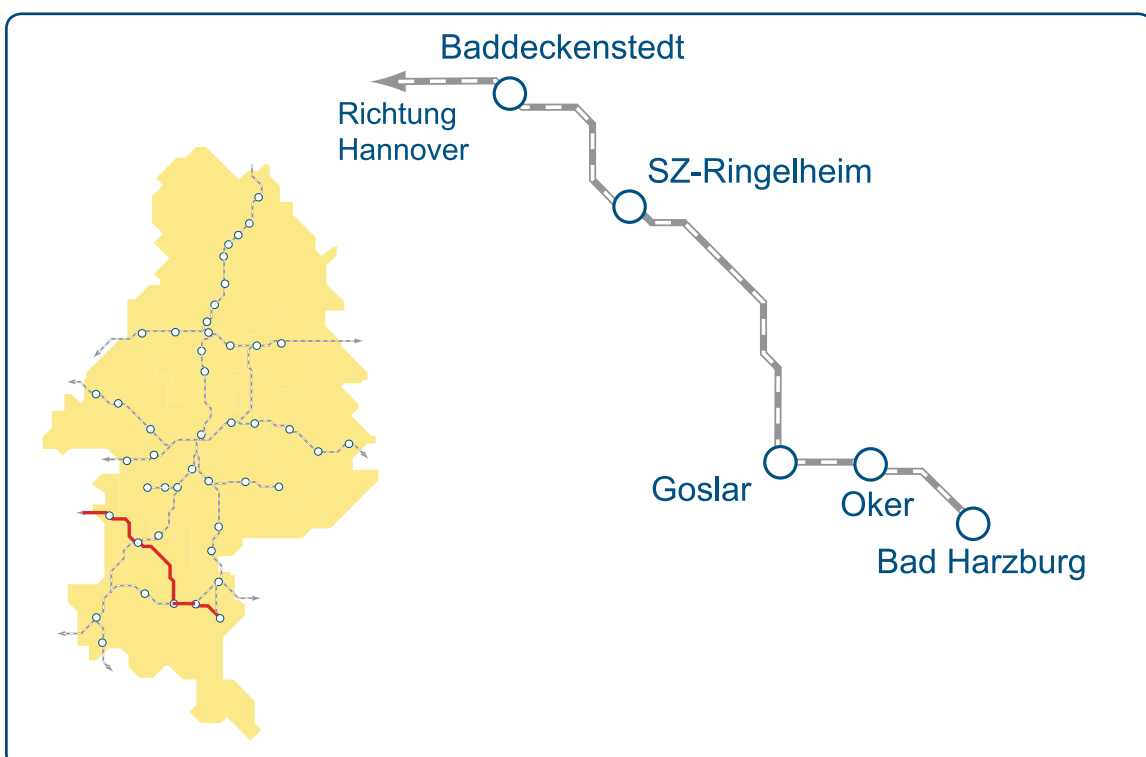 Baddeckenstedt
Richtung
Hannover
SZ-Ringelheim
Goslar
Oker
Bad Harzburg